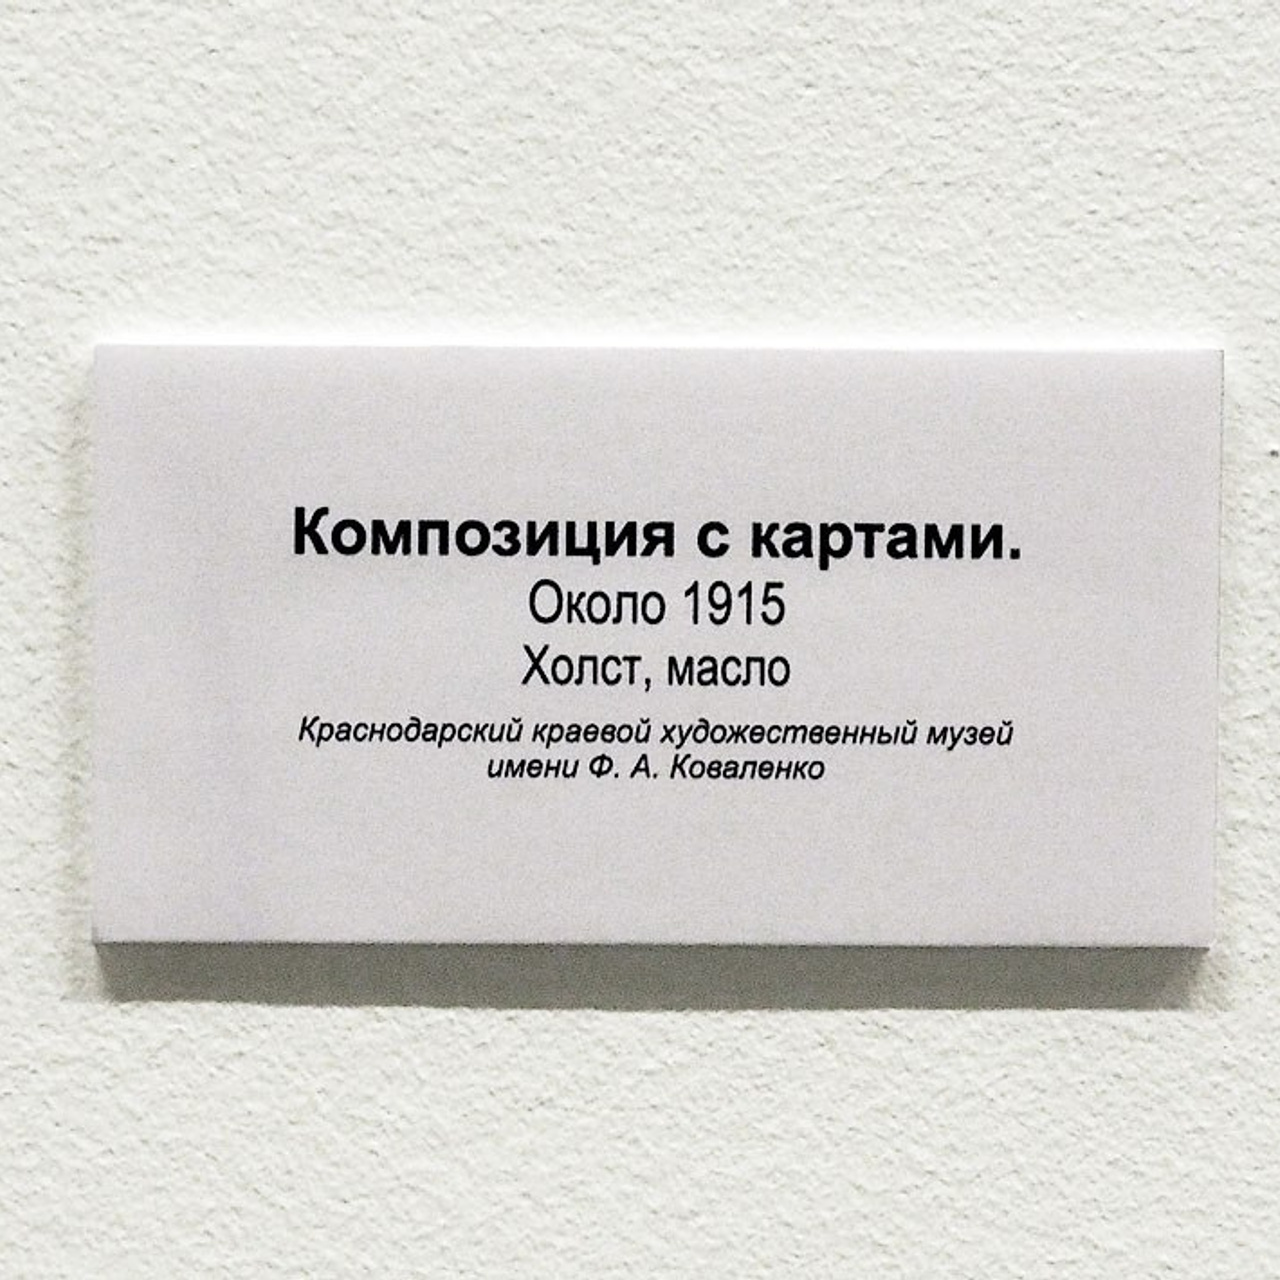 Композиция с картами.
Около 1915
Холст, масло
Краснодарский краевой художественный музей
имени Ф. А. Коваленко